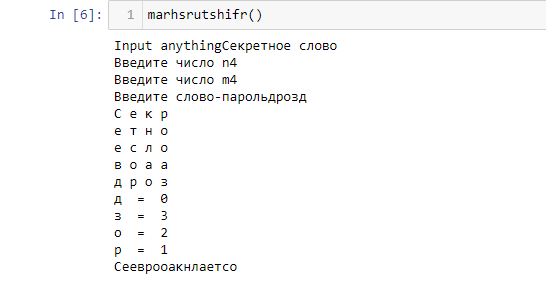 In [6]: 1 marhsrutshifr()
Input anythingСекретное слово
Введите число n4
Введите число m4
Введите слово-парольдрозд
С е к р
е т н о
е с л о
в о а а
д р о з
д = 0
з = 3
о = 2
р = 1
Сееврооакнлаетсо